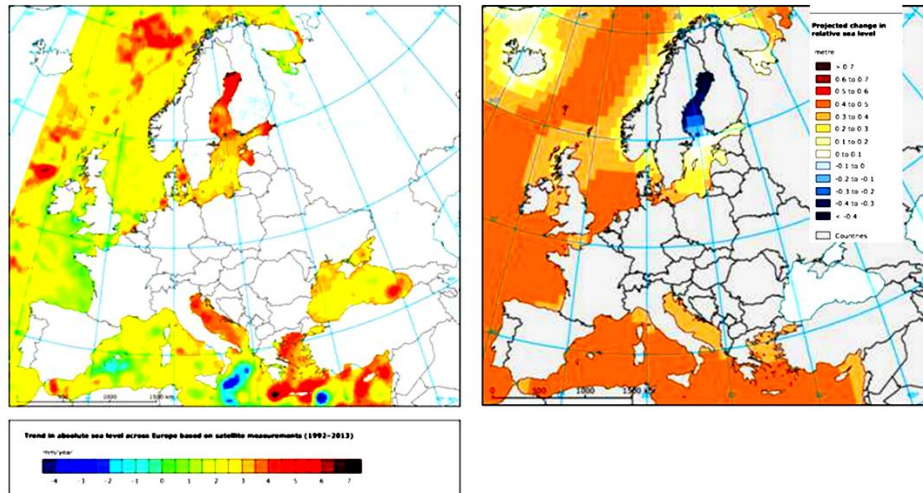 Projected change in
relative sea level
metre
> 0.7
0.6 to 0.7
0.5 to 0.6
0.4 to 0.5
0.3 to 0.4
0.2 to 0.3
0.1 to 0.2
0 to 0.1
-0.1 to 0
-0.2 to -0.1
-0.3 to -0.2
-0.4 to -0.3
< -0.4
Countries
500 1000 1500 km
0 500 1000 1500 km
Trend in absolute sea level across Europe based on satellite measurements (1992–2013)
mm/year
-4 -3 -2 -1 0 1 2 3 4 5 6 7